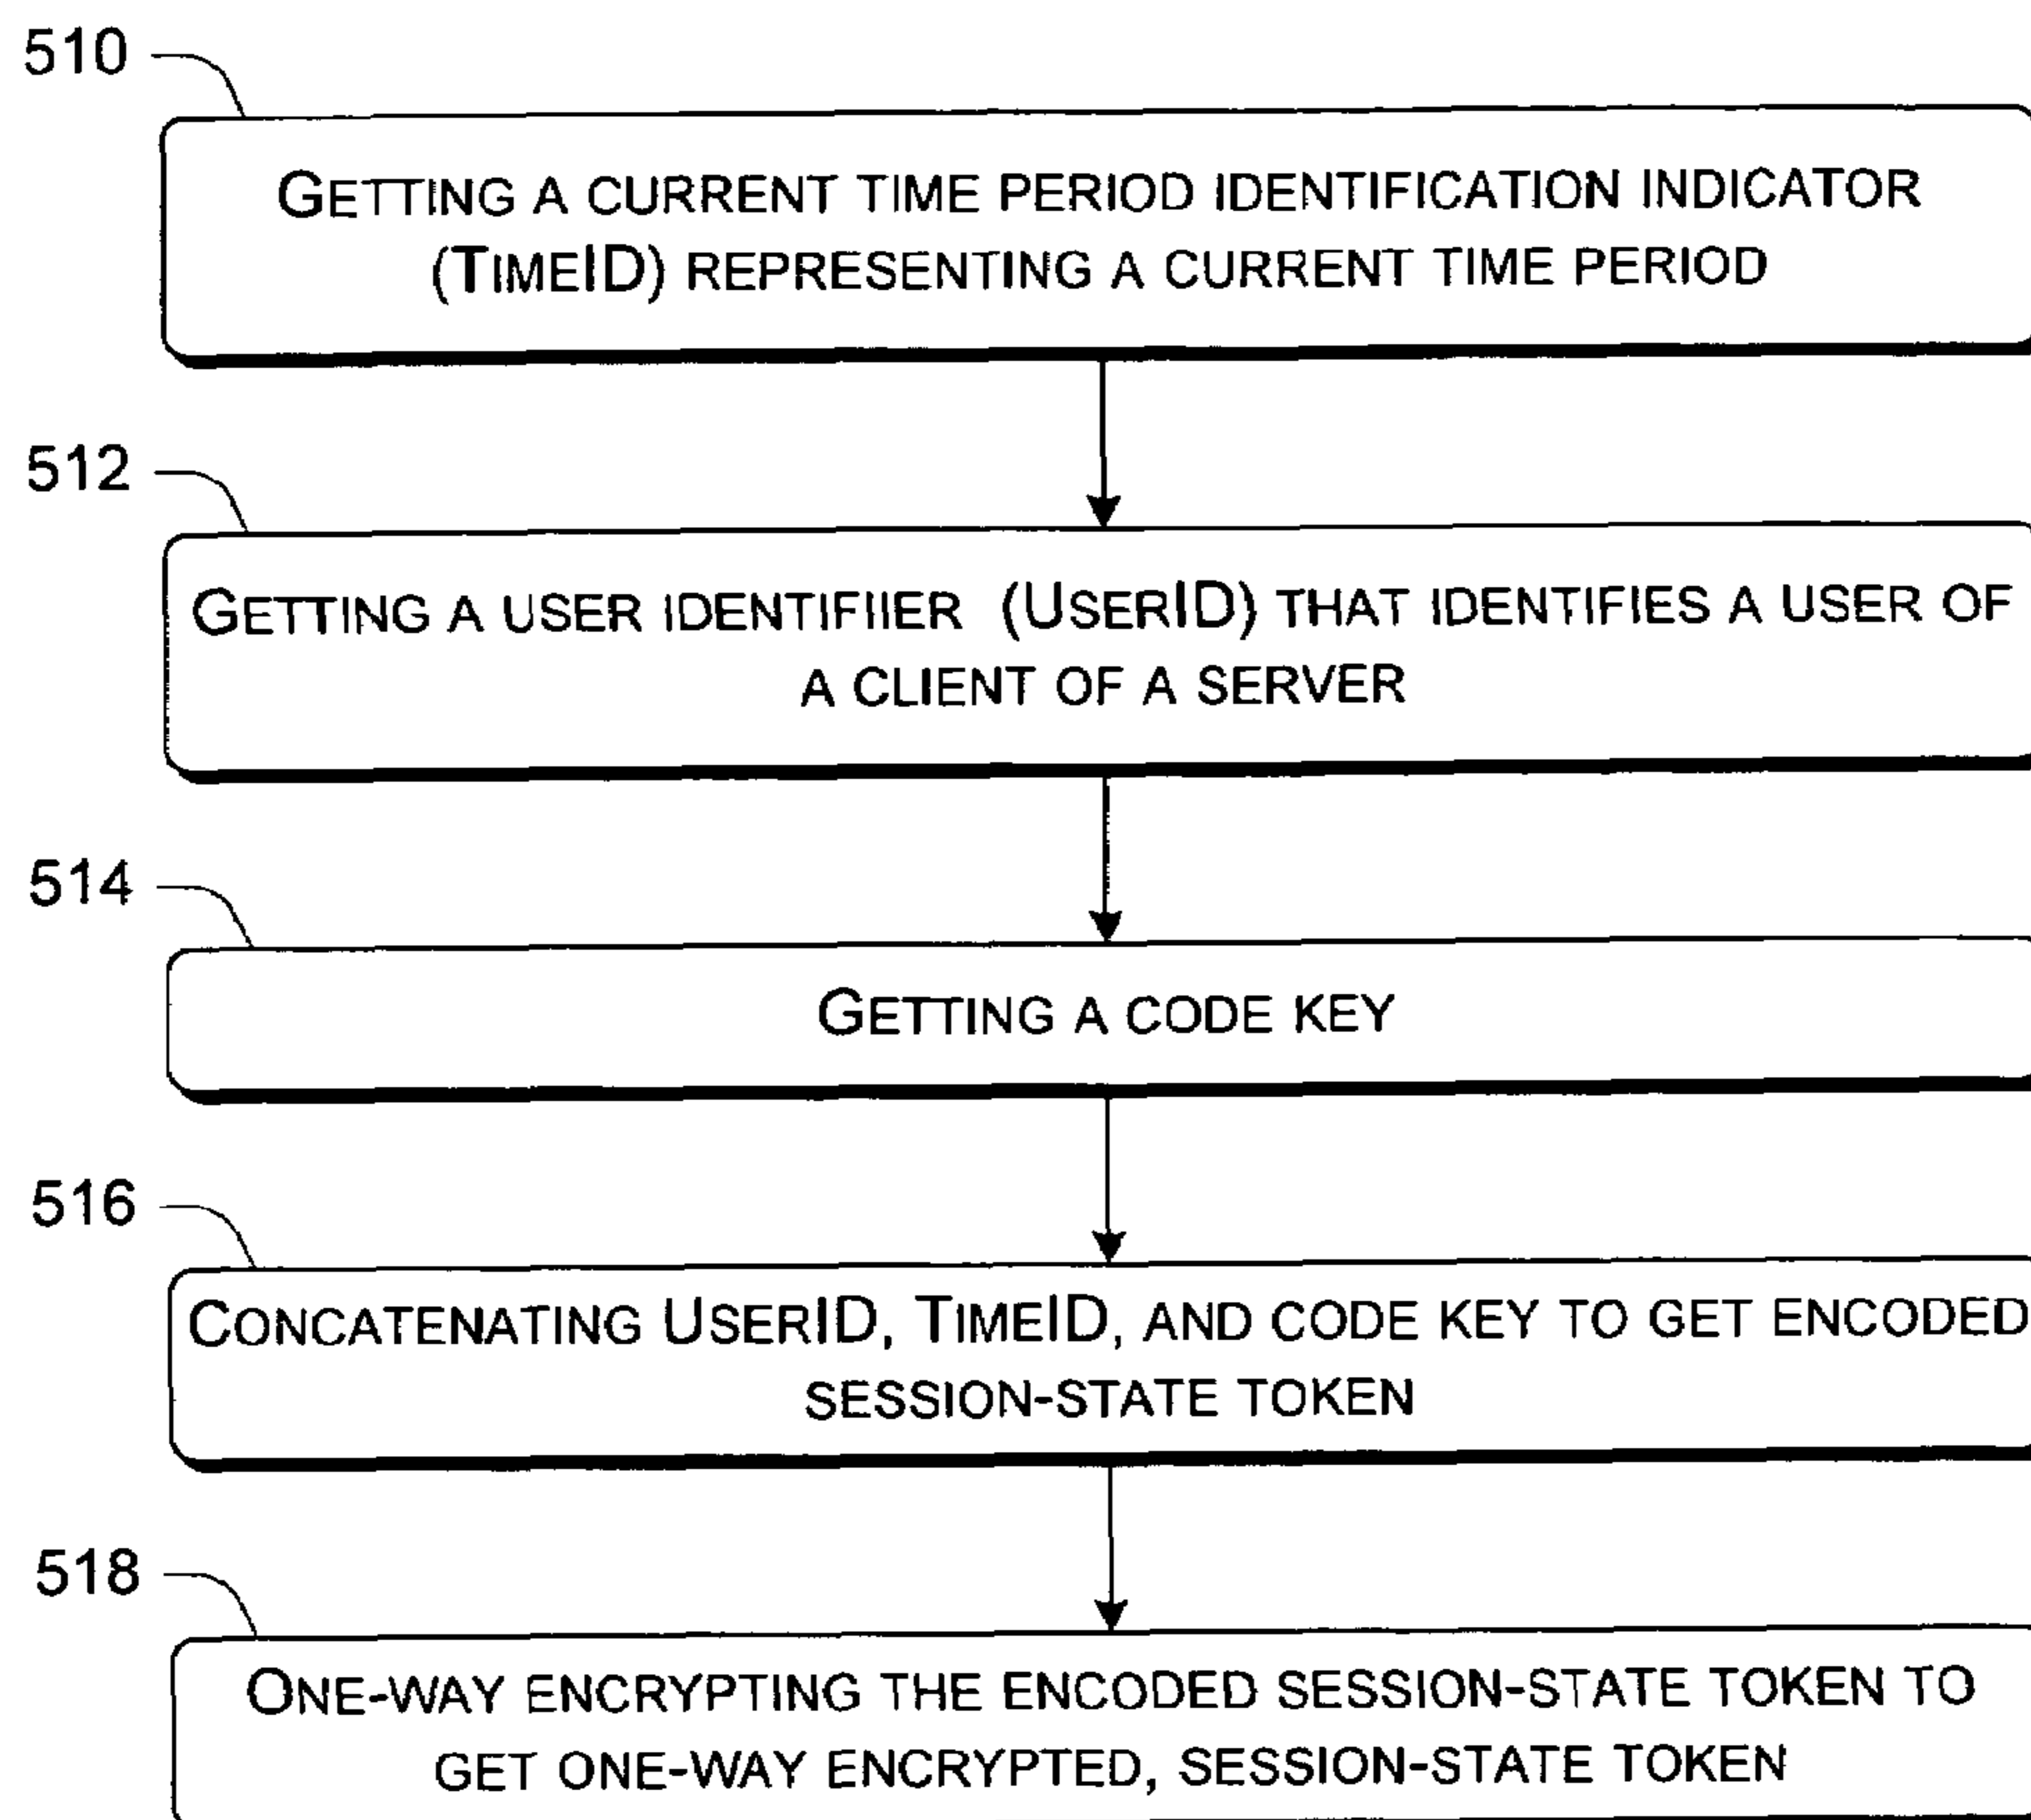 510
GETTING A CURRENT TIME PERIOD IDENTIFICATION INDICATOR
(TIMEID) REPRESENTING A CURRENT TIME PERIOD
512
GETTING A USER IDENTIFIIER (USERID) THAT IDENTIFIES A USER OF
A CLIENT OF A SERVER
514
GETTING A CODE KEY
516
CONCATENATING USERID, TIMEID, AND CODE KEY TO GET ENCODED
SESSION-STATE TOKEN
518
ONE-WAY ENCRYPTING THE ENCODED SESSION-STATE TOKEN TO
GET ONE-WAY ENCRYPTED, SESSION-STATE TOKEN